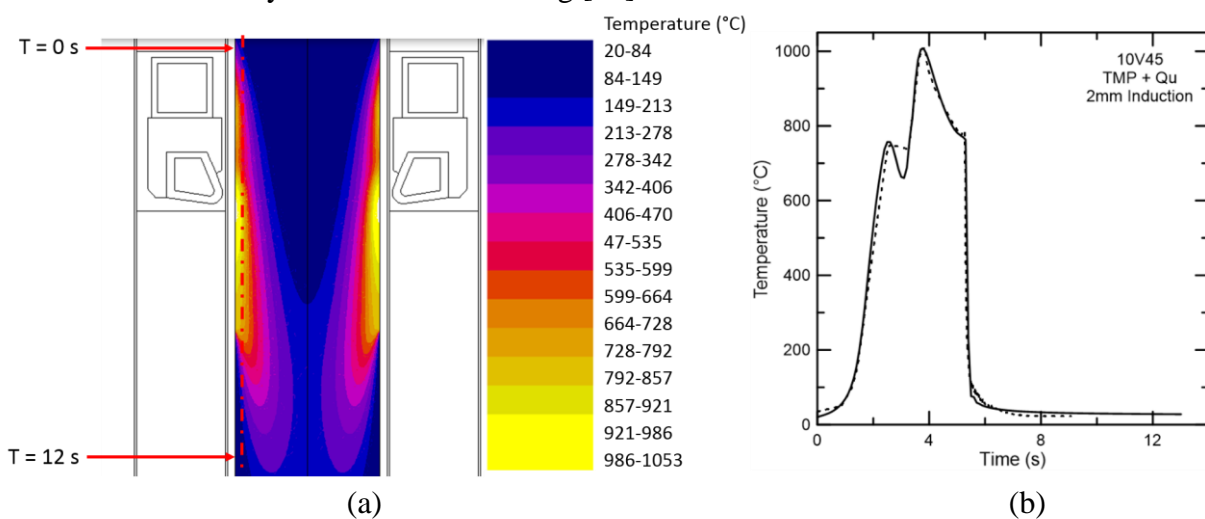 T = 0 s
T = 12 s
Temperature (°C)
20-84
84-149
149-213
213-278
278-342
342-406
406-470
47-535
535-599
599-664
664-728
728-792
792-857
857-921
921-986
986-1053
(a)
1000
800
600
400
200
0
Temperature (°C)
10V45
TMP + Qu
2mm Induction
0
4
8
12
Time (s)
(b)